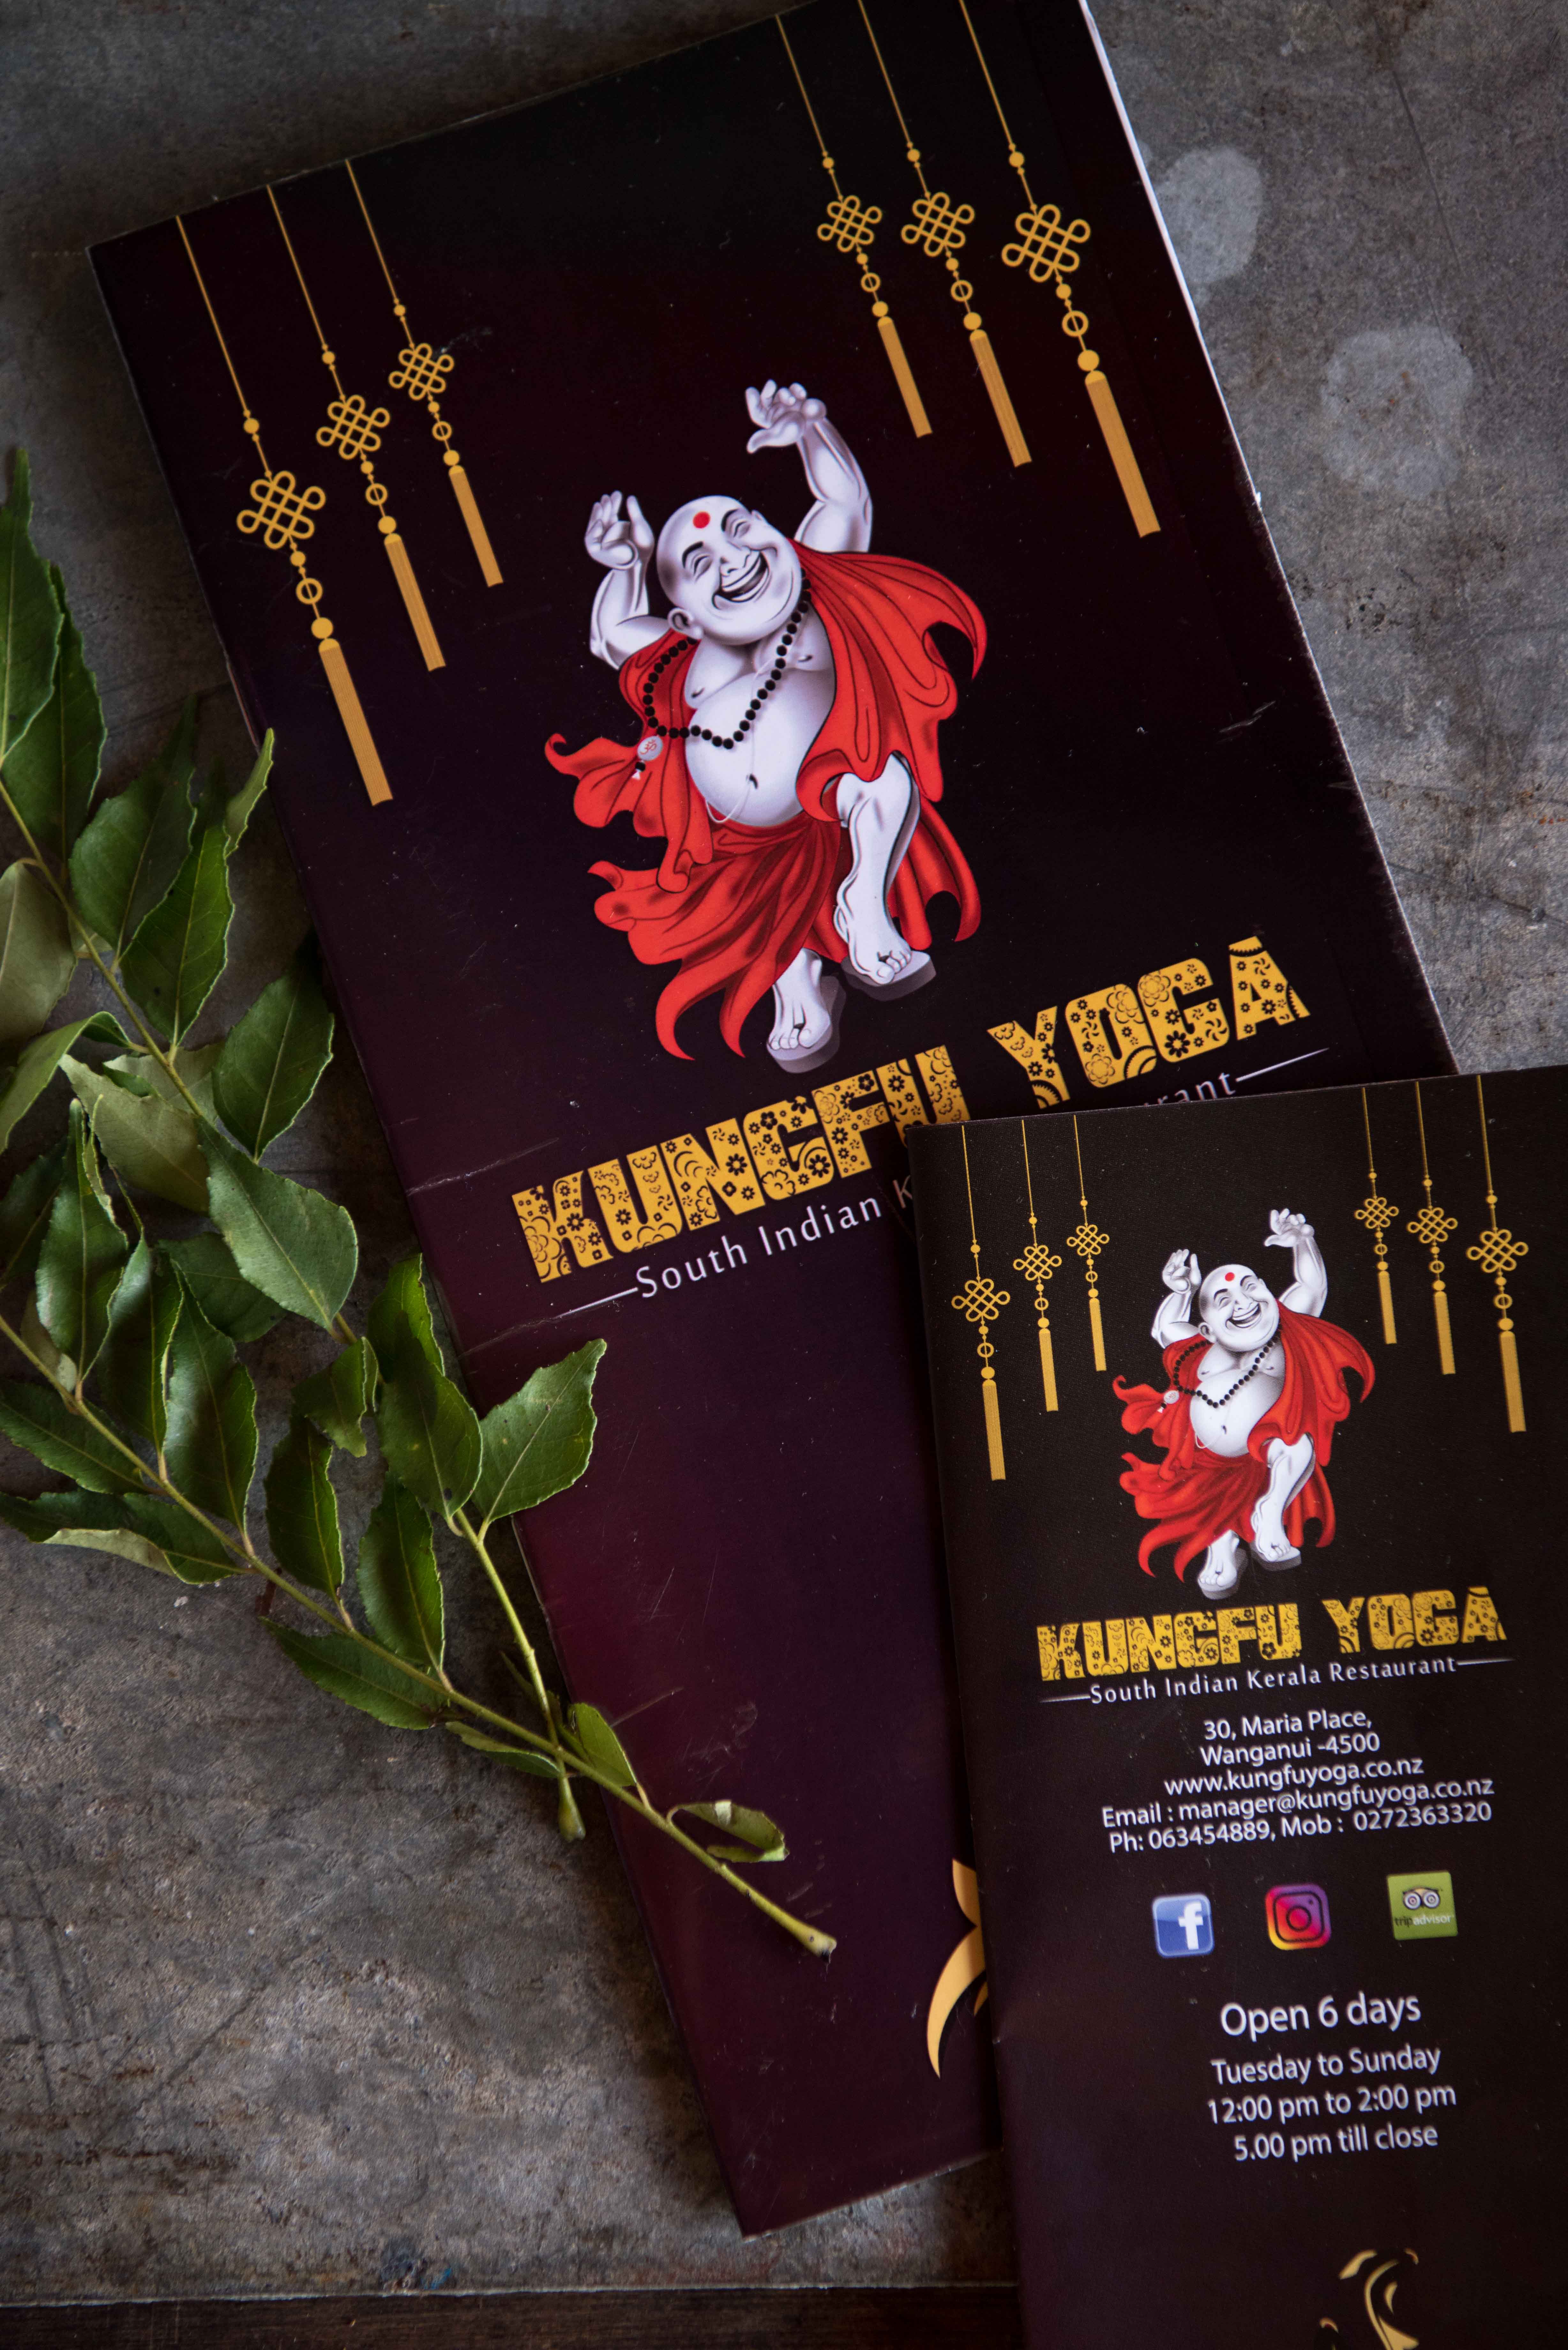 KUNGFU YOGA
South Indian
KUNGFU YOGA
South Indian Kerala Restaurant
30, Maria Place,
Wanganui -4500
www.kungfuyoga.co.nz
Email : manager@kungfuyoga.co.nz
Ph: 063454889, Mob : 0272363320
f
tripadvisor
Open 6 days
Tuesday to Sunday
12:00 pm to 2:00 pm
5.00 pm till close